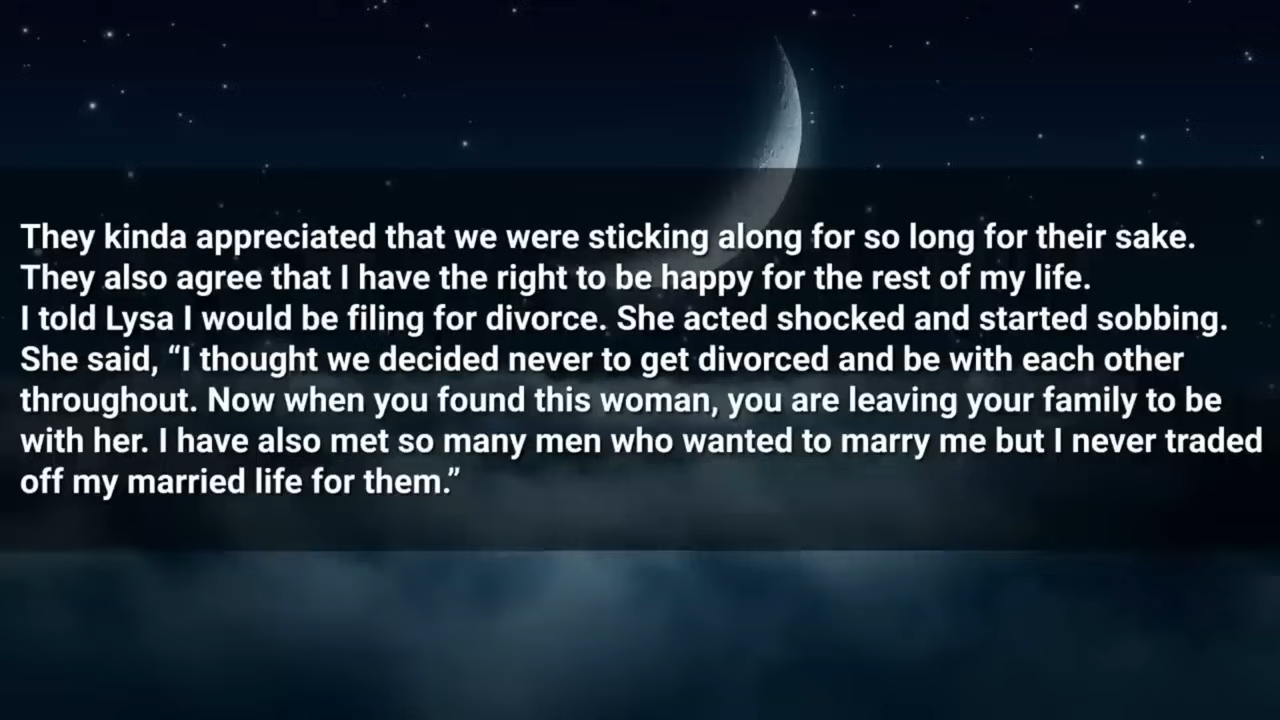 They kinda appreciated that we were sticking along for so long for their sake.
They also agree that I have the right to be happy for the rest of my life.
I told Lysa I would be filing for divorce. She acted shocked and started sobbing.
She said, “I thought we decided never to get divorced and be with each other
throughout. Now when you found this woman, you are leaving your family to be
with her. I have also met so many men who wanted to marry me but I never traded
off my married life for them.”